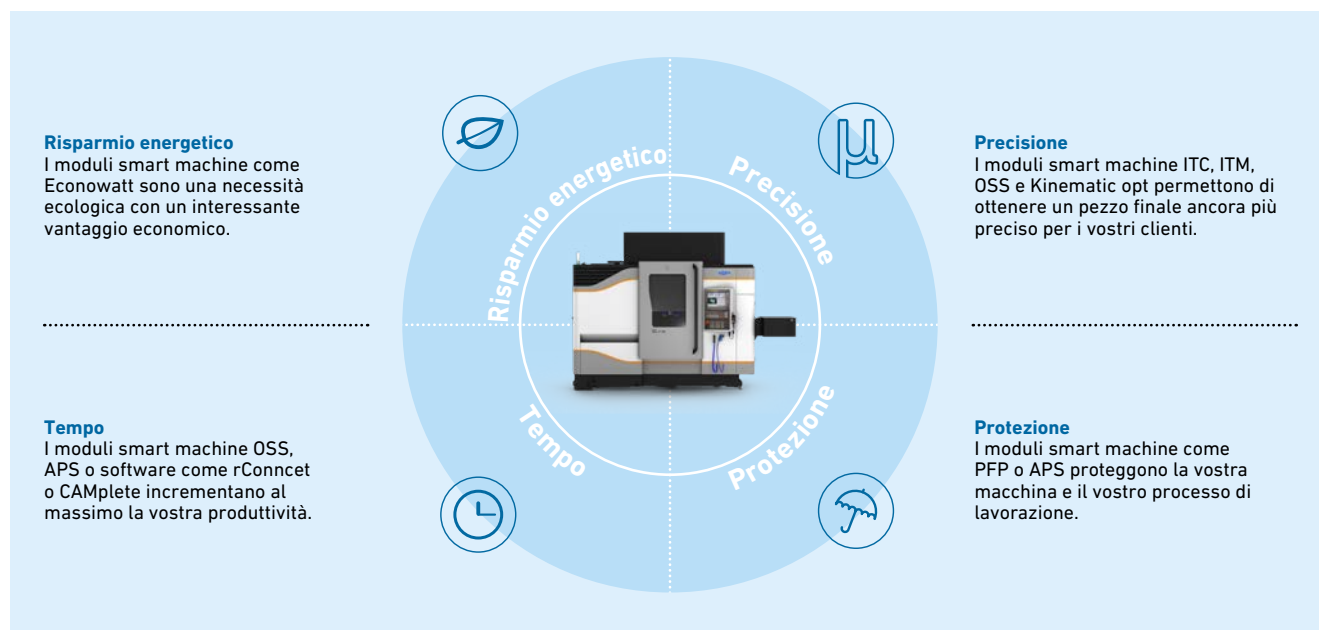 Risparmio energetico
I moduli smart machine come
Econowatt sono una necessità
ecologica con un interessante
vantaggio economico.
Tempo
I moduli smart machine OSS,
APS o software come rConncet
o CAMplete incrementano al
massimo la vostra produttività.
Risparmio energetico
Precisione
Tempo
Protezione
µ
Precisione
I moduli smart machine ITC, ITM,
OSS e Kinematic opt permettono di
ottenere un pezzo finale ancora più
preciso per i vostri clienti.
Protezione
I moduli smart machine come
PFP o APS proteggono la vostra
macchina e il vostro processo di
lavorazione.